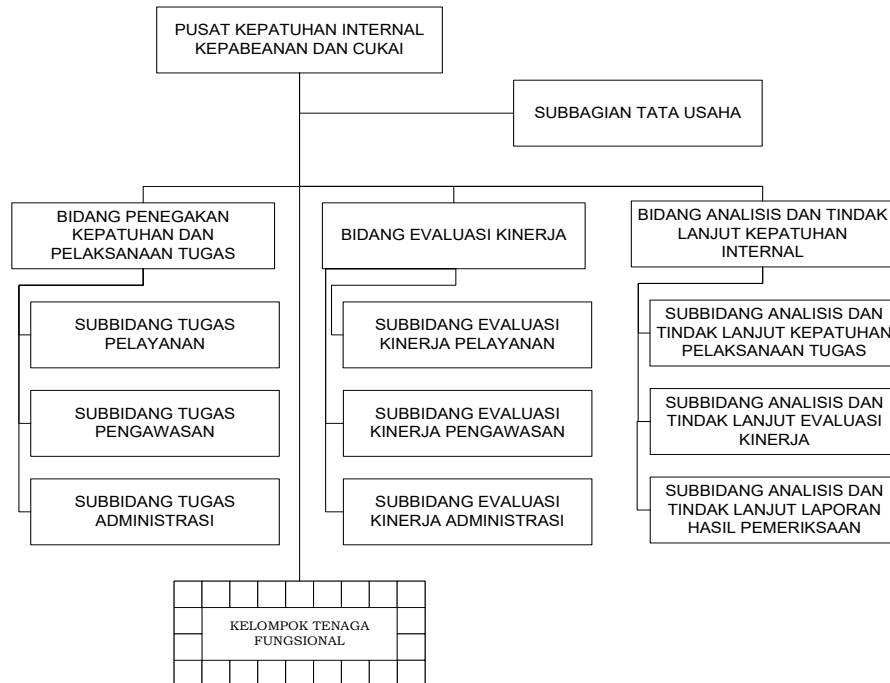 PUSAT KEPATUHAN INTERNAL
KEPABEANAN DAN CUKAI
SUBBAGIAN TATA USAHA
BIDANG PENEGAKAN
KEPATUHAN DAN
PELAKSANAAN TUGAS
BIDANG EVALUASI KINERJA
BIDANG ANALISIS DAN TINDAK
LANJUT KEPATUHAN
INTERNAL
SUBBIDANG TUGAS
PELAYANAN
SUBBIDANG EVALUASI
KINERJA PELAYANAN
SUBBIDANG ANALISIS DAN
TINDAK LANJUT KEPATUHAN
PELAKSANAAN TUGAS
SUBBIDANG TUGAS
PENGAWASAN
SUBBIDANG EVALUASI
KINERJA PENGAWASAN
SUBBIDANG ANALISIS DAN
TINDAK LANJUT EVALUASI
KINERJA
SUBBIDANG TUGAS
ADMINISTRASI
SUBBIDANG EVALUASI
KINERJA ADMINISTRASI
SUBBIDANG ANALISIS DAN
TINDAK LANJUT LAPORAN
HASIL PEMERIKSAAN
KELOMPOK TENAGA
FUNGSIONAL